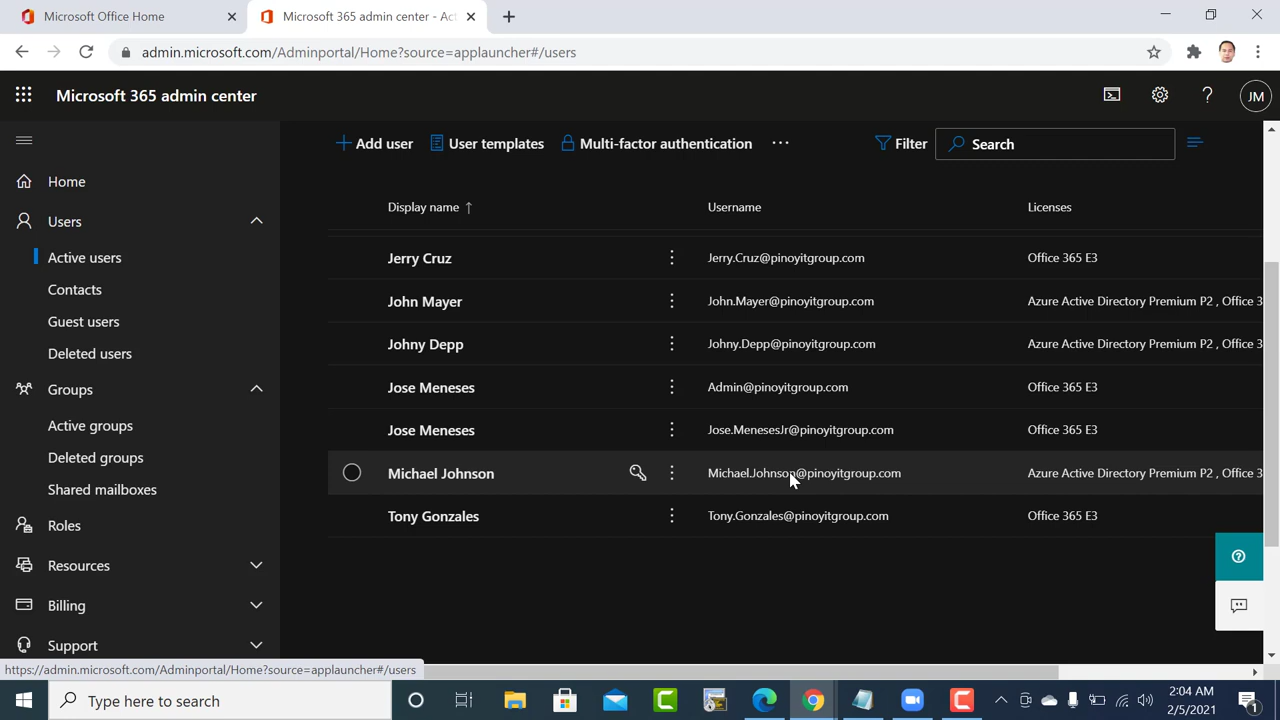 Microsoft Office Home
Microsoft 365 admin center - Act
admin.microsoft.com/Adminportal/Home?source=applauncher#/users
Microsoft 365 admin center
JM
Add user
User templates
Multi-factor authentication
Filter
Search
Display name ↑
Username
Licenses
Home
Users
Active users
Contacts
Guest users
Deleted users
Groups
Active groups
Deleted groups
Shared mailboxes
Roles
Resources
Billing
Support
Jerry Cruz
Jerry.Cruz@pinoyitgroup.com
Office 365 E3
John Mayer
John.Mayer@pinoyitgroup.com
Azure Active Directory Premium P2 , Office 3
Johny Depp
Johny.Depp@pinoyitgroup.com
Azure Active Directory Premium P2 , Office 3
Jose Meneses
Admin@pinoyitgroup.com
Office 365 E3
Jose Meneses
Jose.MenesesJr@pinoyitgroup.com
Office 365 E3
Michael Johnson
Michael.Johnson@pinoyitgroup.com
Azure Active Directory Premium P2 , Office 3
Tony Gonzales
Tony.Gonzales@pinoyitgroup.com
Office 365 E3
https://admin.microsoft.com/Adminportal/Home?source=applauncher#/users
Type here to search
2:04 AM
2/5/2021
1